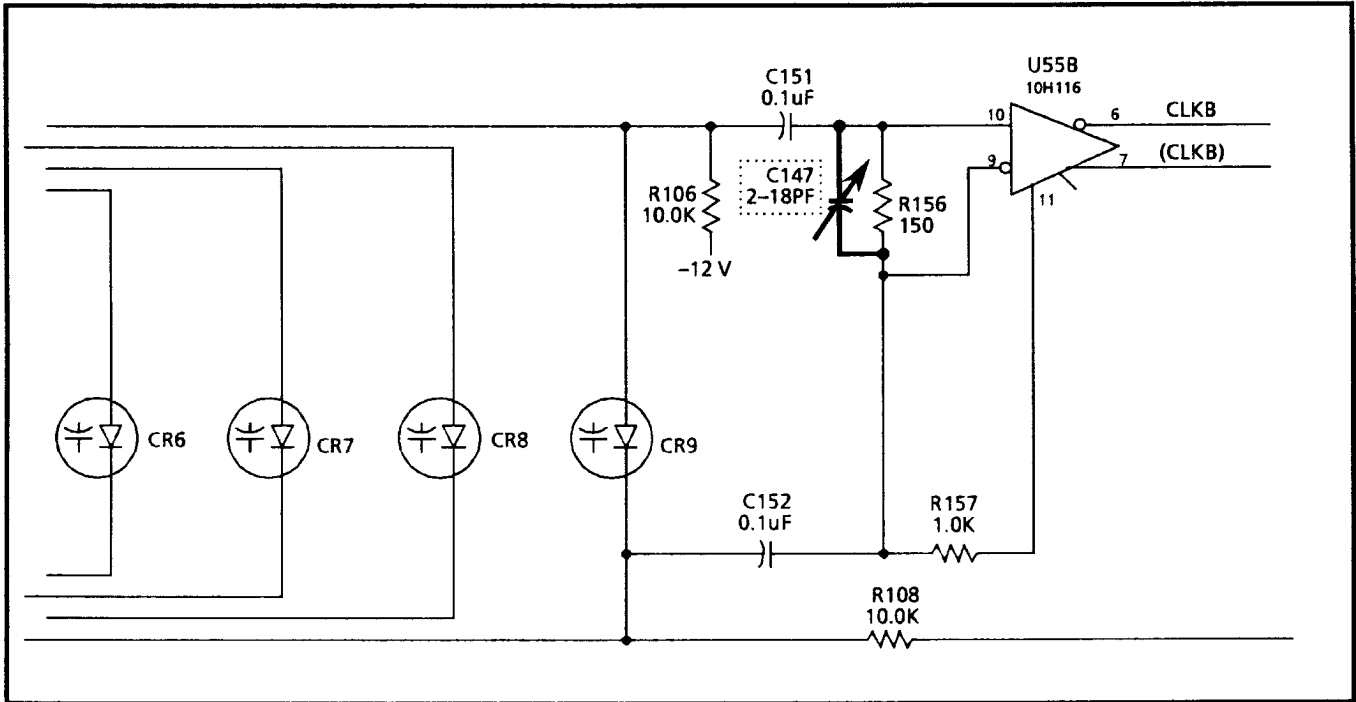 U55B
10H116
C151
0.1uF
10
6
CLKB
9
7
(CLKB)
11
R106
10.0K
–12 V
C147
2–18PF
R156
150
CR6
CR7
CR8
CR9
C152
0.1uF
R157
1.0K
R108
10.0K